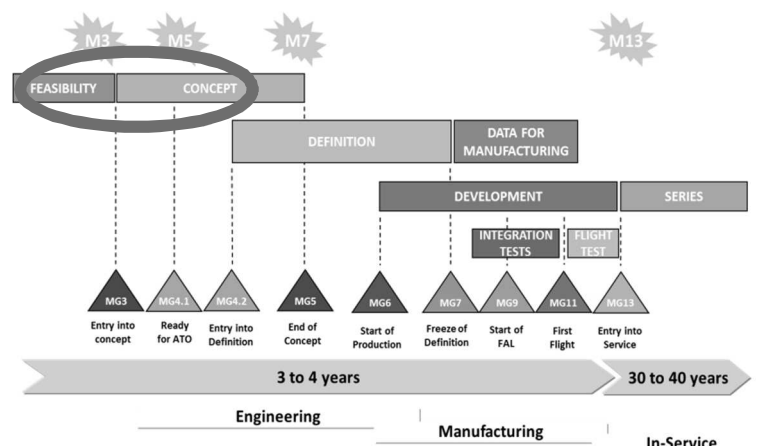 M3
M5
M7
M13
FEASIBILITY
CONCEPT
DEFINITION
DATA FOR
MANUFACTURING
DEVELOPMENT
SERIES
INTEGRATION
TESTS
FLIGHT
TEST
MG3
MG4.1
MG4.2
MG5
MG6
MG7
MG9
MG11
MG13
Entry into
concept
Ready
for ATO
Entry into
Definition
End of
Concept
Start of
Production
Freeze of
Definition
Start of
FAL
First
Flight
Entry into
Service
3 to 4 years
30 to 40 years
Engineering
Manufacturing
In-Service